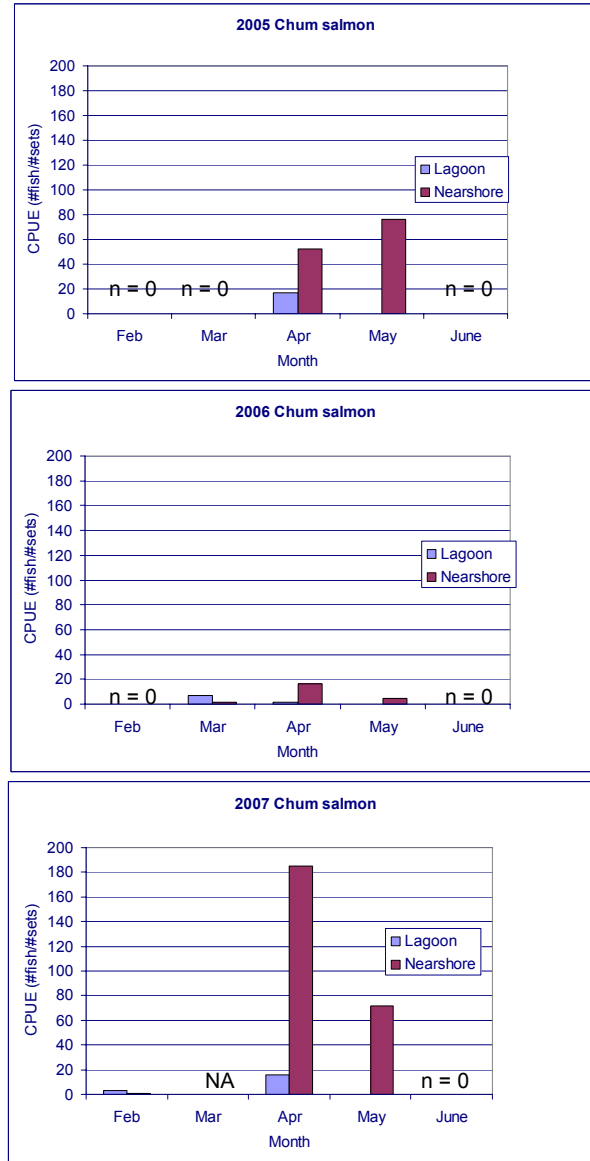 2005 Chum salmon
CPUE (#fish/#sets)
200
180
160
140
120
100
80
60
40
20
0
Lagoon
Nearshore
n = 0 n = 0 n = 0
Feb Mar Apr May June
Month
2006 Chum salmon
CPUE (#fish/#sets)
200
180
160
140
120
100
80
60
40
20
0
Lagoon
Nearshore
n = 0 n = 0
Feb Mar Apr May June
Month
2007 Chum salmon
CPUE (#fish/#sets)
200
180
160
140
120
100
80
60
40
20
0
Lagoon
Nearshore
NA n = 0
Feb Mar Apr May June
Month